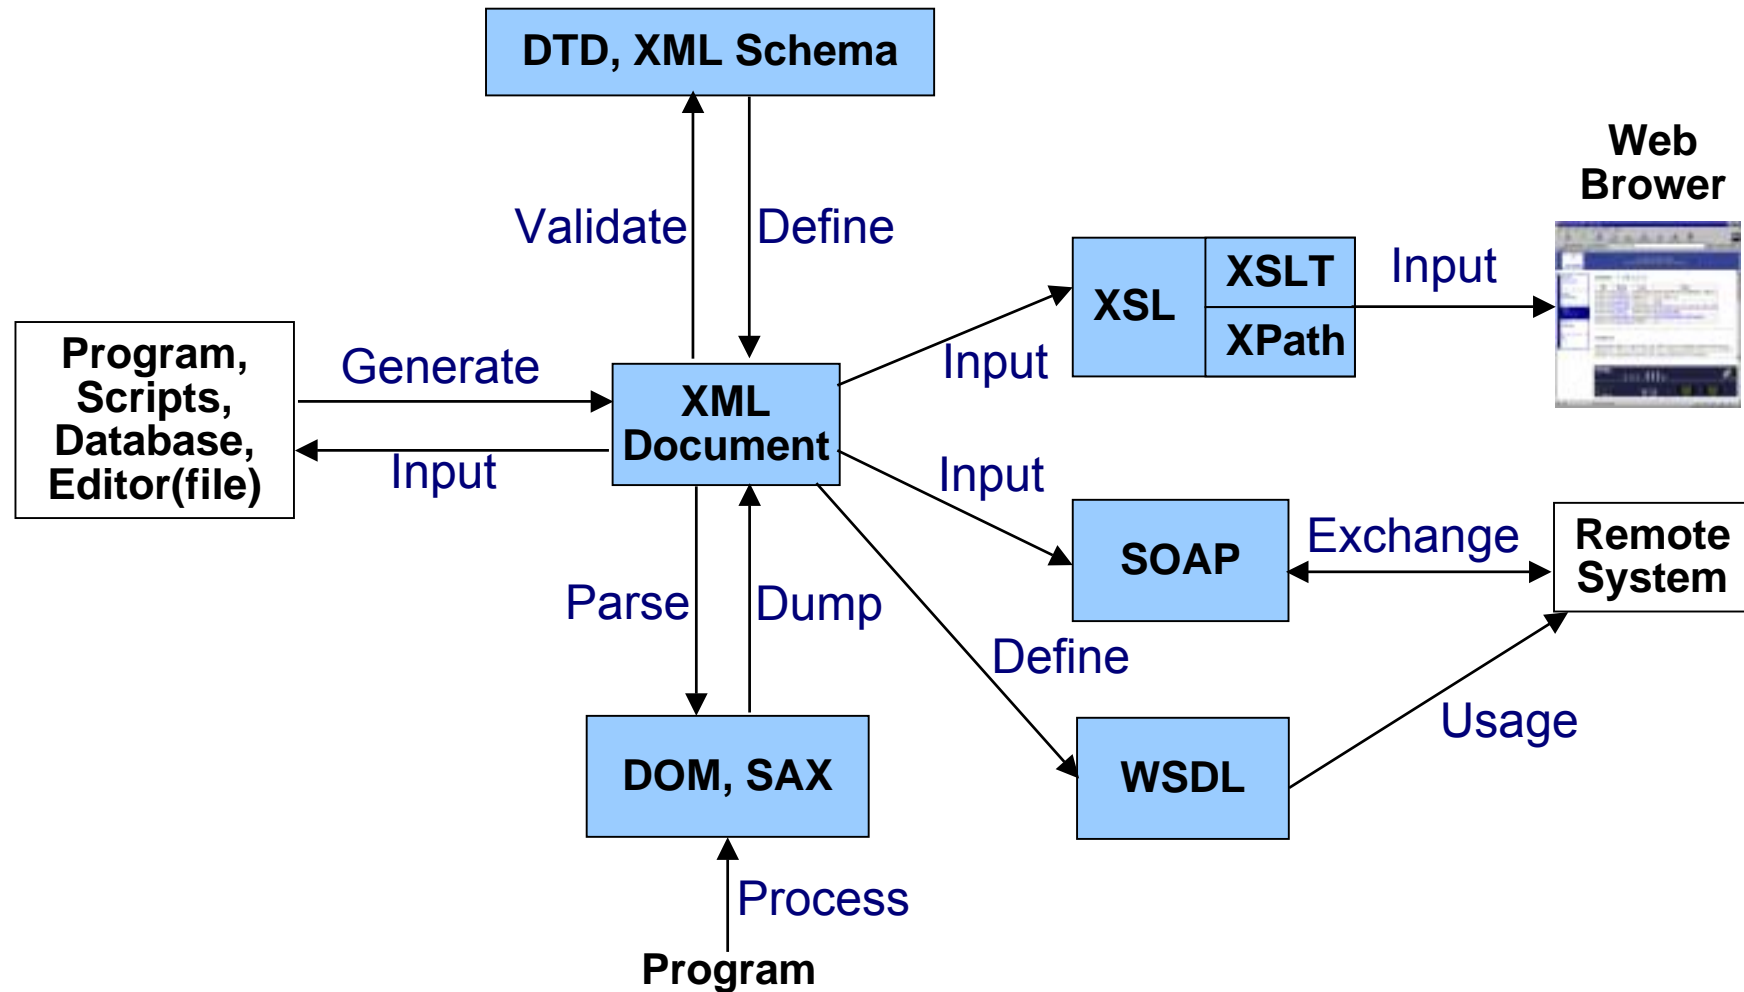 DTD, XML Schema
Web
Brower
Validate
Define
XSL
XSLT
XPath
Input
Input
Program,
Scripts,
Database,
Editor(file)
Generate
Input
XML
Document
Input
SOAP
Exchange
Remote
System
Parse
Dump
Define
Usage
DOM, SAX
WSDL
Process
Program